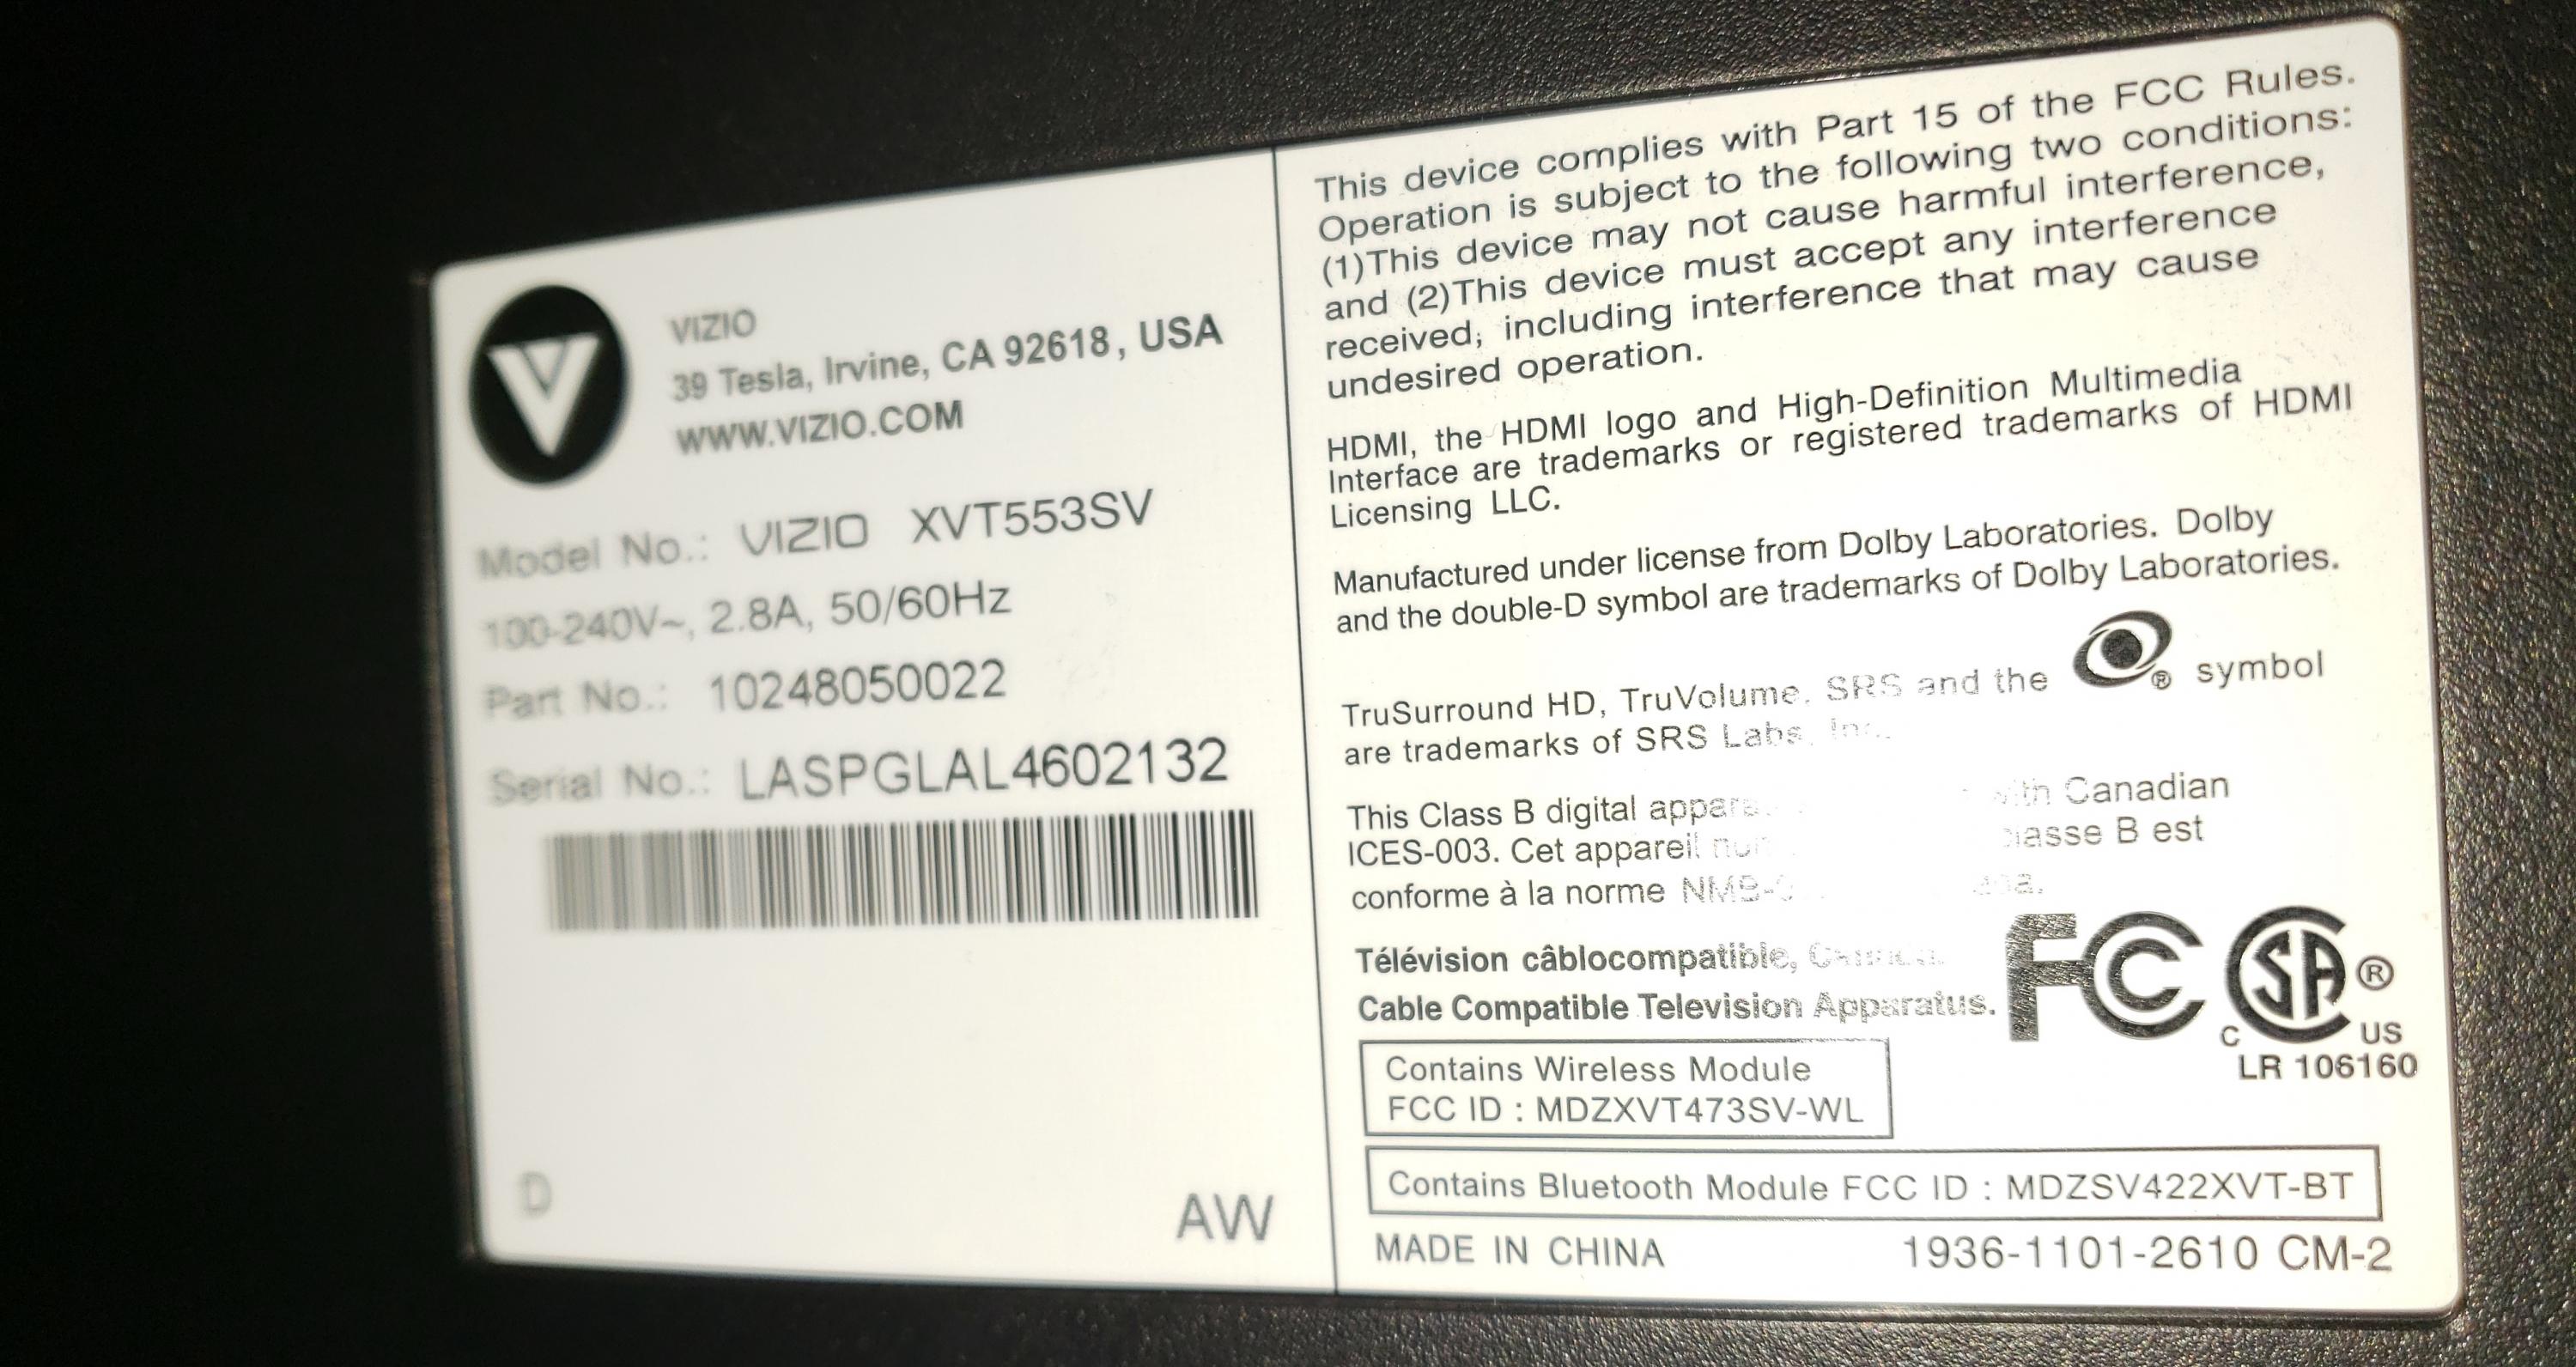 VIZIO
39 Tesla, Irvine, CA 92618, USA
WWW.VIZIO.COM
Model No.: VIZIO XVT553SV
100-240V~, 2.8A, 50/60Hz
Part No.: 10248050022
Serial No.: LASPGLAL4602132
D
AW
This device complies with Part 15 of the FCC Rules.
Operation is subject to the following two conditions:
(1)This device may not cause harmful interference,
and (2)This device must accept any interference
received, including interference that may cause
undesired operation.
HDMI, the HDMI logo and High-Definition Multimedia
Interface are trademarks or registered trademarks of HDMI
Licensing LLC.
Manufactured under license from Dolby Laboratories. Dolby
and the double-D symbol are trademarks of Dolby Laboratories.
TruSurround HD, TruVolume, SRS and the ® symbol
are trademarks of SRS Labs, Inc.
This Class B digital with Canadian
ICES-003. Cet appareil B est
conforme à la norme
Télévision câblocompatible,
Cable Compatible Television Apparatus.
FC
CSA ®
C US
LR 106160
Contains Wireless Module
FCC ID : MDZXVT473SV-WL
Contains Bluetooth Module FCC ID : MDZSV422XVT-BT
MADE IN CHINA 1936-1101-2610 CM-2